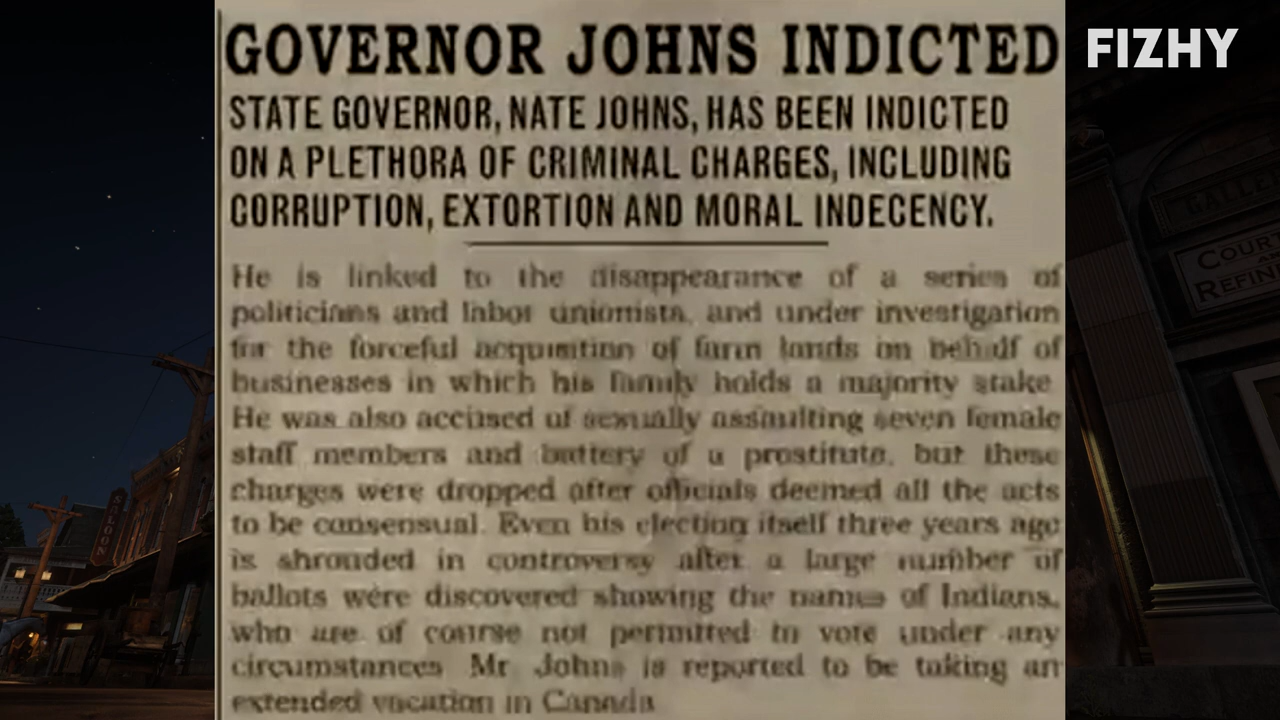 GOVERNOR JOHNS INDICTED
FIZHY
STATE GOVERNOR, NATE JOHNS, HAS BEEN INDICTED
ON A PLETHORA OF CRIMINAL CHARGES, INCLUDING
CORRUPTION, EXTORTION AND MORAL INDECENCY.
He is linked to the disappearance of a series of
politicians and labor unionists, and under investigation
for the forceful acquisition of farm lands on behalf of
businesses in which his family holds a majority stake.
He was also accused of sexually assaulting seven female
staff members and battery of a prostitute, but these
charges were dropped after officials deemed all the acts
to be consensual. Even his election itself three years ago
is shrouded in controversy after a large number of
ballots were discovered showing the names of Indians,
who are of course not permitted to vote under any
circumstances. Mr. Johns is reported to be taking an
extended vacation in Canada.
SALOON
COURT
AND